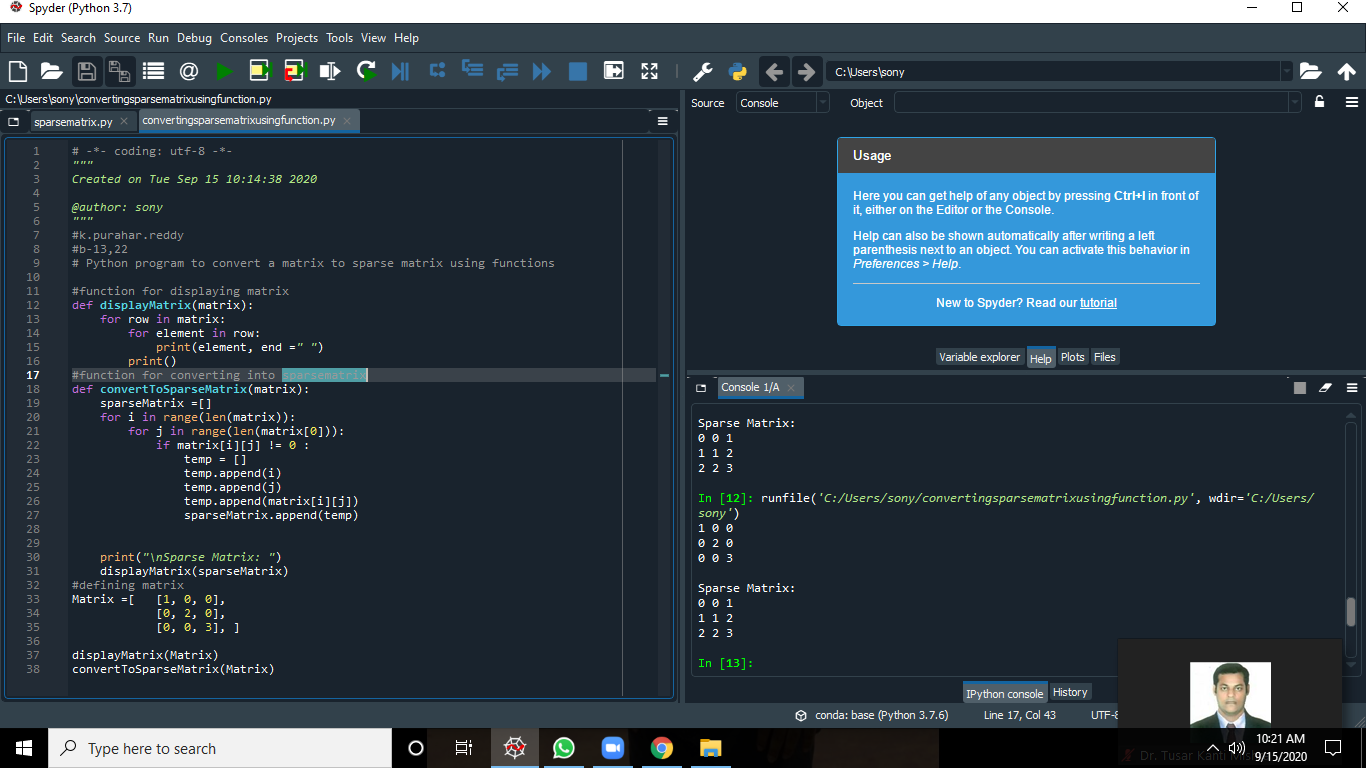 Spyder (Python 3.7)
File Edit Search Source Run Debug Consoles Projects Tools View Help
C:\Users\sony
C:\Users\sony\convertingsparsematrixusingfunction.py
sparsematrix.py
convertingsparsematrixusingfunction.py
1 # -*- coding: utf-8 -*-
2 """
3 Created on Tue Sep 15 10:14:38 2020
4
5 @author: sony
6 """
7 #k.purahar.reddy
8 #b-13,22
9 # Python program to convert a matrix to sparse matrix using functions
10
11 #function for displaying matrix
12 def displayMatrix(matrix):
13     for row in matrix:
14         for element in row:
15             print(element, end =" ")
16         print()
17 #function for converting into sparsematrix
18 def convertToSparseMatrix(matrix):
19     sparseMatrix =[]
20     for i in range(len(matrix)):
21         for j in range(len(matrix[0])):
22             if matrix[i][j] != 0 :
23                 temp = []
24                 temp.append(i)
25                 temp.append(j)
26                 temp.append(matrix[i][j])
27                 sparseMatrix.append(temp)
28
29
30     print("\nSparse Matrix: ")
31     displayMatrix(sparseMatrix)
32 #defining matrix
33 Matrix =[   [1, 0, 0],
34             [0, 2, 0],
35             [0, 0, 3], ]
36
37 displayMatrix(Matrix)
38 convertToSparseMatrix(Matrix)
Source Console Object
Usage
Here you can get help of any object by pressing Ctrl+I in front of
it, either on the Editor or the Console.
Help can also be shown automatically after writing a left
parenthesis next to an object. You can activate this behavior in
Preferences > Help.
New to Spyder? Read our tutorial
Variable explorer Help Plots Files
Console 1/A
Sparse Matrix:
0 0 1
1 1 2
2 2 3
In [12]: runfile('C:/Users/sony/convertingsparsematrixusingfunction.py', wdir='C:/Users/
sony')
1 0 0
0 2 0
0 0 3
Sparse Matrix:
0 0 1
1 1 2
2 2 3
In [13]:
IPython console History
conda: base (Python 3.7.6) Line 17, Col 43 UTF-8
Type here to search
10:21 AM
9/15/2020
Dr. Tusar Kanti